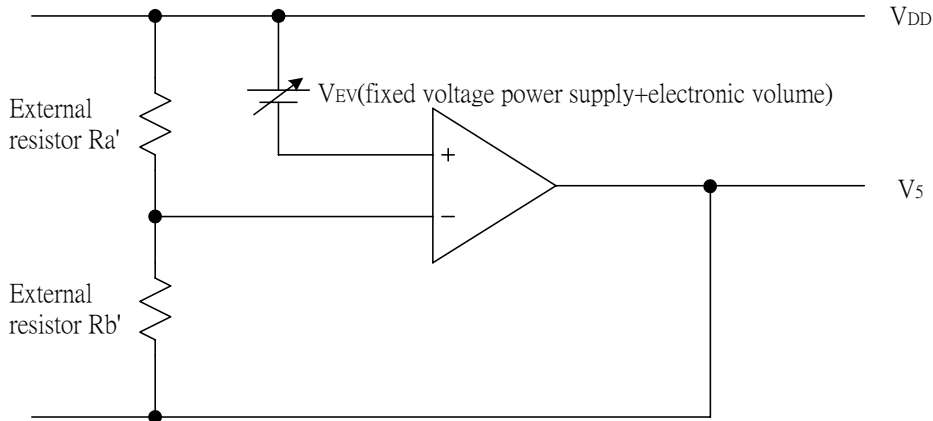 VDD
VEV(fixed voltage power supply+electronic volume)
External
resistor Ra'
+
−
V5
External
resistor Rb'